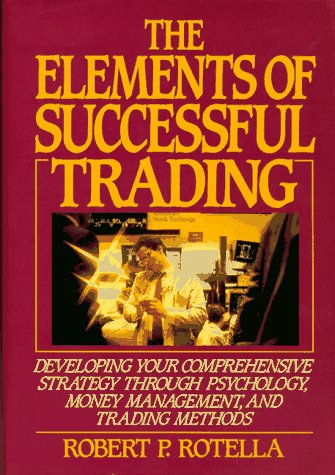 THE
ELEMENTS OF
SUCCESSFUL
TRADING
DEVELOPING YOUR COMPREHENSIVE
STRATEGY THROUGH PSYCHOLOGY,
MONEY MANAGEMENT, AND
TRADING METHODS
ROBERT P. ROTELLA